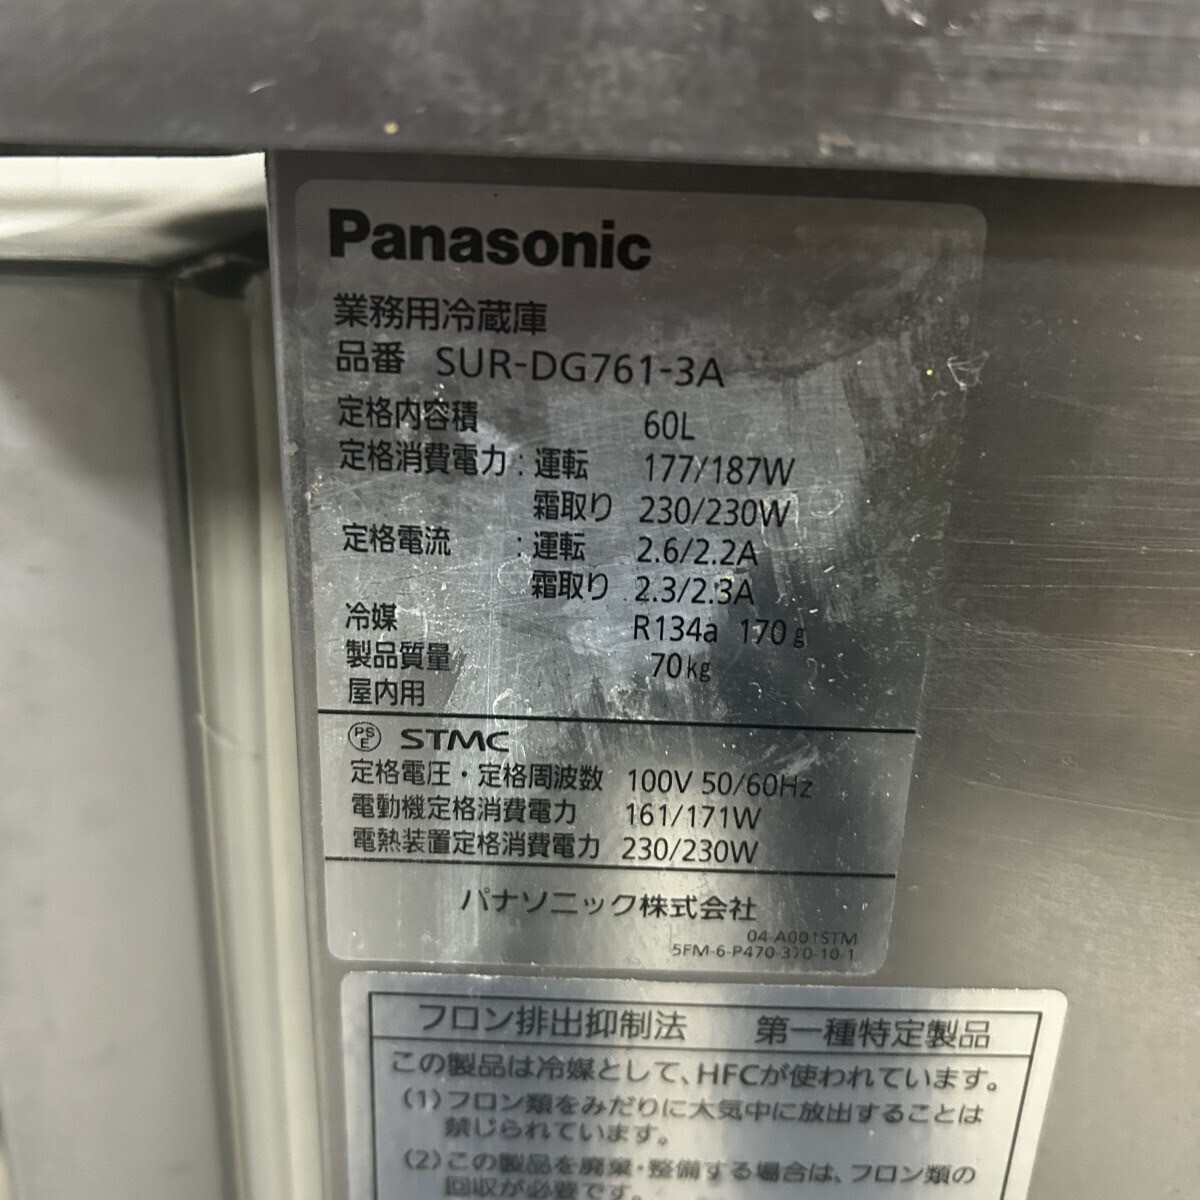 Panasonic
業務用冷蔵庫
品番 SUR-DG761-3A
定格内容積 60L
定格消費電力 : 運転 177/187W
霜取り 230/230W
定格電流 : 運転 2.6/2.2A
霜取り 2.3/2.3A
冷媒 R134a 170g
製品質量 70kg
屋内用
PSE STMC
定格電圧・定格周波数 100V 50/60Hz
電動機定格消費電力 161/171W
電熱装置定格消費電力 230/230W
パナソニック株式会社
04-A001STM
5FM-6-P470-370-10-1
フロン排出抑制法 第一種特定製品
この製品は冷媒として、HFCが使われています。
(1)フロン類をみだりに大気中に放出することは
禁じられています。
(2)この製品を廃棄・整備する場合は、フロン類の
回収が必要です。